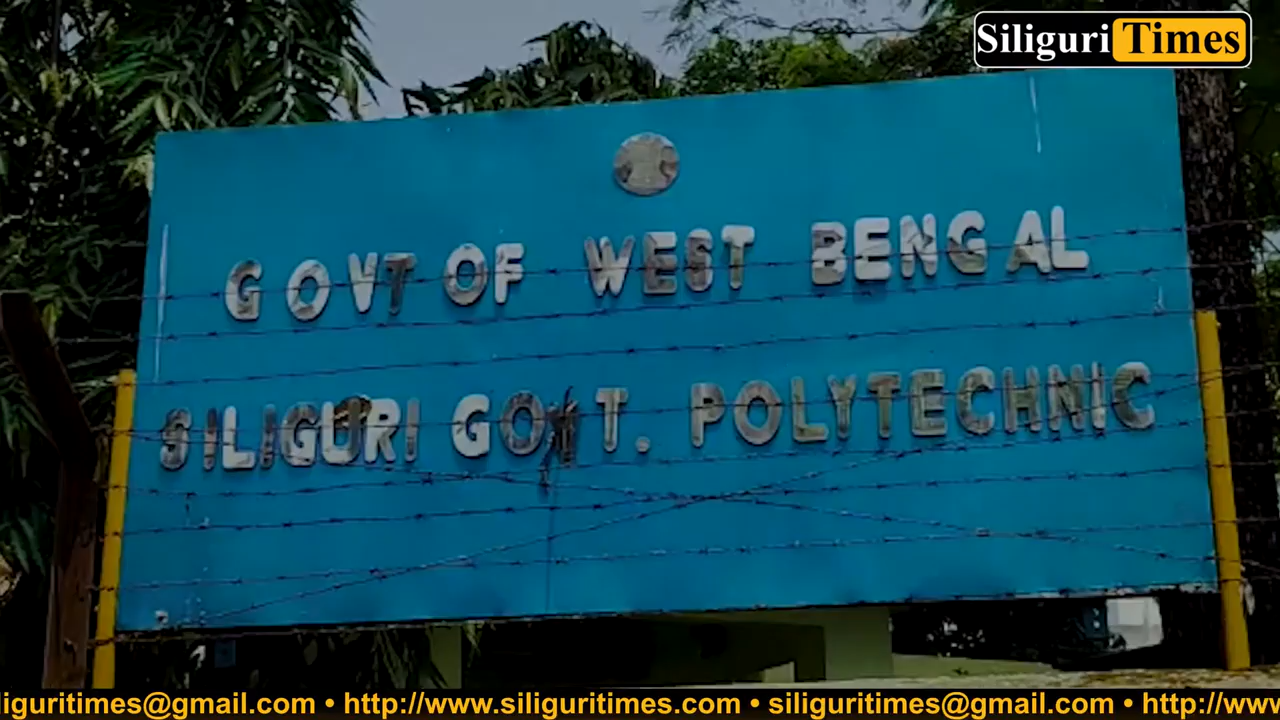 Siliguri Times
GOVT OF WEST BENGAL
SILIGURI GOVT. POLYTECHNIC
liguritimes@gmail.com • http://www.siliguritimes.com • siliguritimes@gmail.com • http://www